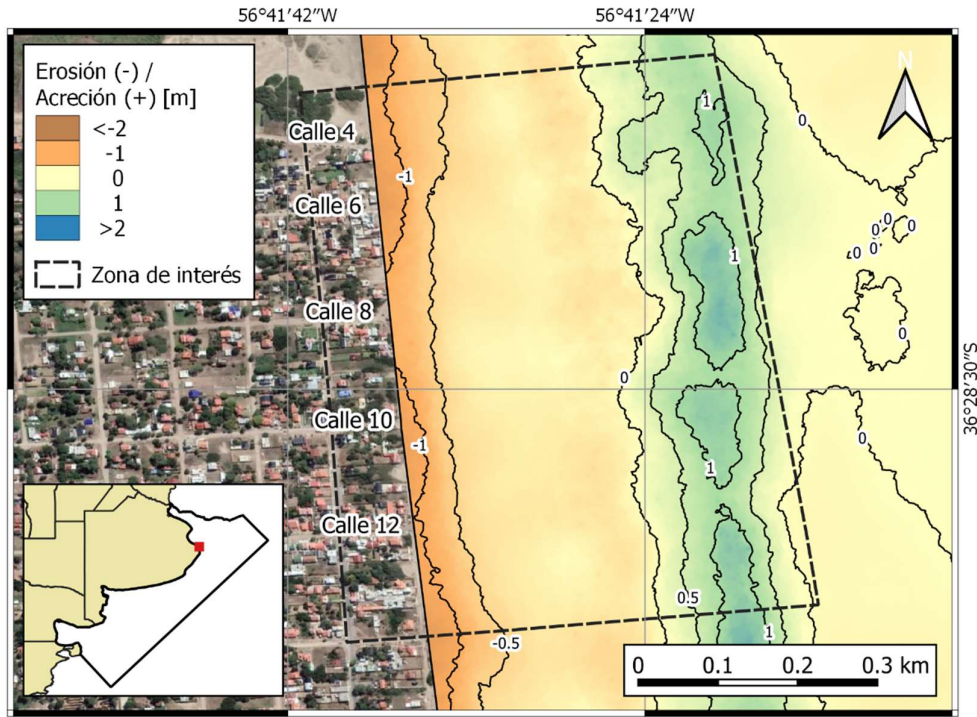 56°41'42"W
56°41'24"W
Erosión (-) /
Acreción (+) [m]
<-2
-1
0
1
>2
Zona de interés
N
Calle 4
Calle 6
Calle 8
Calle 10
Calle 12
-1
-1
-0.5
0
0
0.5
1
1
1
1
0
0
0
0
0
0
0
0
36°28'30"S
0
0.1
0.2
0.3 km